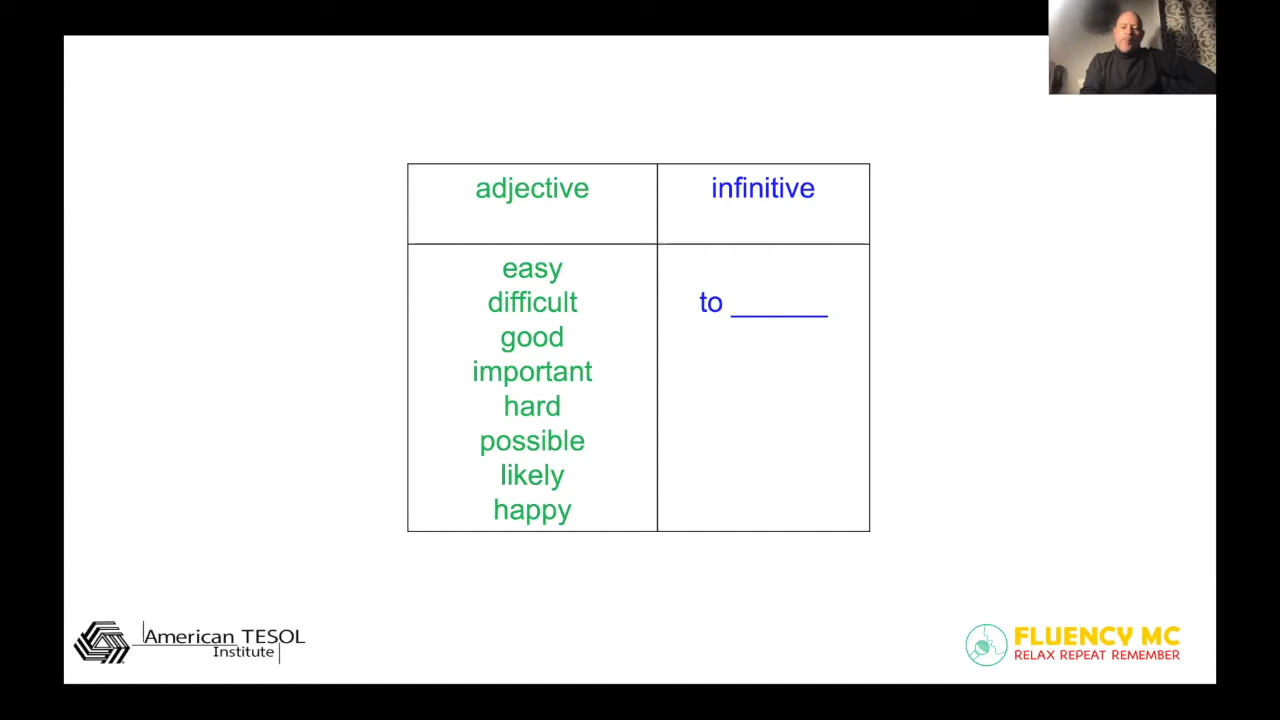 adjective infinitive
easy
difficult to _______
good
important
hard
possible
likely
happy
American TESOL
Institute
FLUENCY MC
RELAX REPEAT REMEMBER